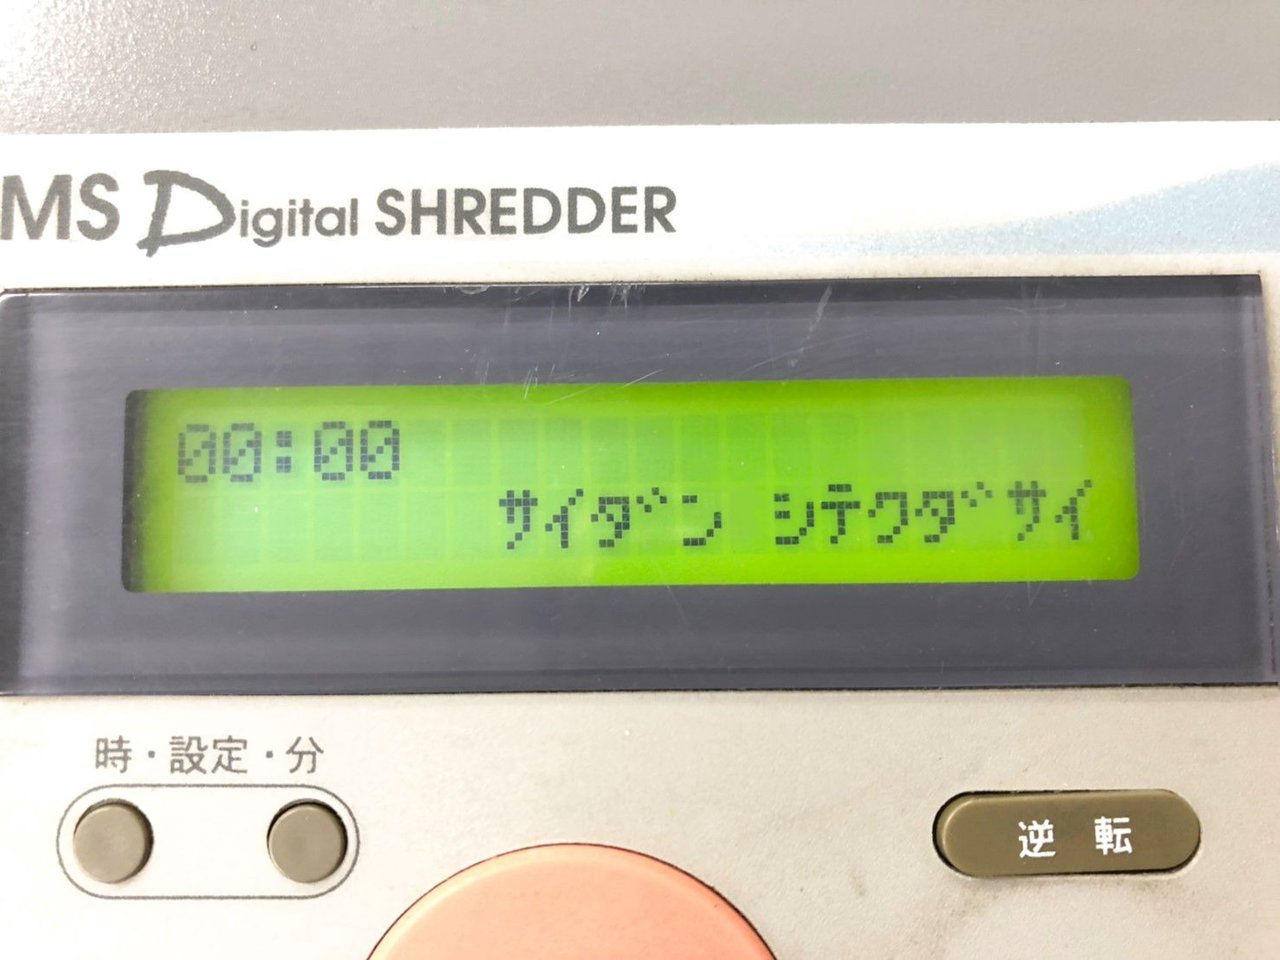 MS Digital SHREDDER
00:00
サイダン シテクダサイ
時・設定・分
逆転